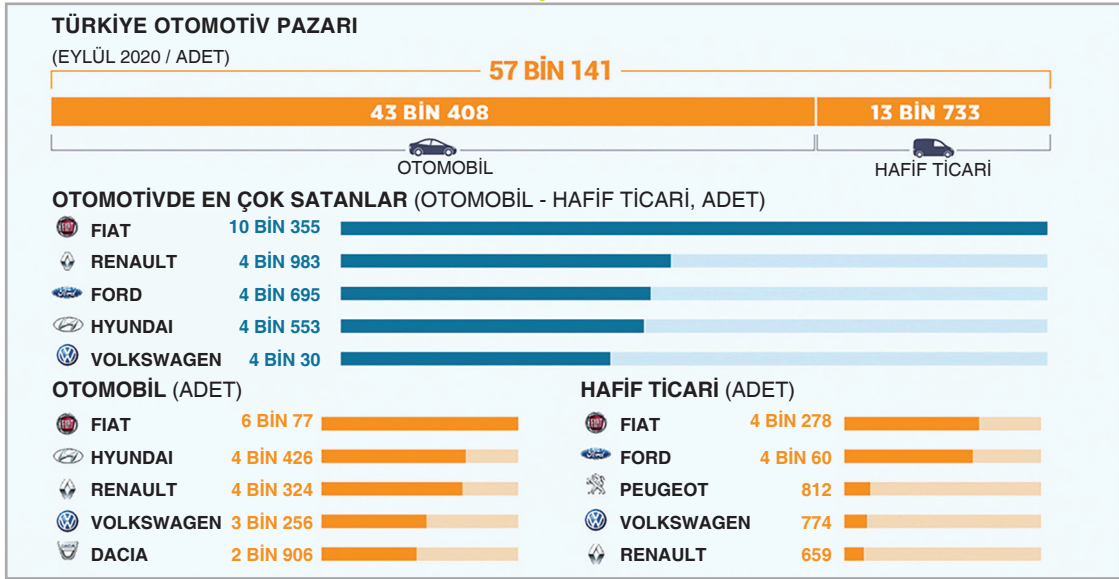 TÜRKİYE OTOMOTİV PAZARI
(EYLÜL 2020 / ADET)
57 BİN 141
43 BİN 408 13 BİN 733
OTOMOBİL HAFİF TİCARİ
OTOMOTİVDE EN ÇOK SATANLAR (OTOMOBİL - HAFİF TİCARİ, ADET)
FIAT 10 BİN 355
RENAULT 4 BİN 983
FORD 4 BİN 695
HYUNDAI 4 BİN 553
VOLKSWAGEN 4 BİN 30
OTOMOBİL (ADET)
FIAT 6 BİN 77
HYUNDAI 4 BİN 426
RENAULT 4 BİN 324
VOLKSWAGEN 3 BİN 256
DACIA 2 BİN 906
HAFİF TİCARİ (ADET)
FIAT 4 BİN 278
FORD 4 BİN 60
PEUGEOT 812
VOLKSWAGEN 774
RENAULT 659